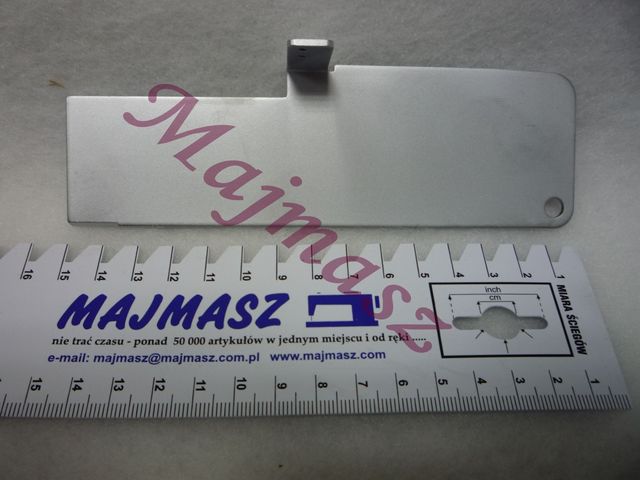 Majmasz
16 15 14 13 12 11 10 9 8 7 6 5 4 3 2 1
MAJMASZ
inch
cm
MIARA ŚCIEGÓW
nie trać czasu - ponad 50 000 artykułów w jednym miejscu i od ręki .....
e-mail: majmasz@majmasz.com.pl www.majmasz.com
16 15 14 13 12 11 10 9 8 7 6 5 4 3 2 1